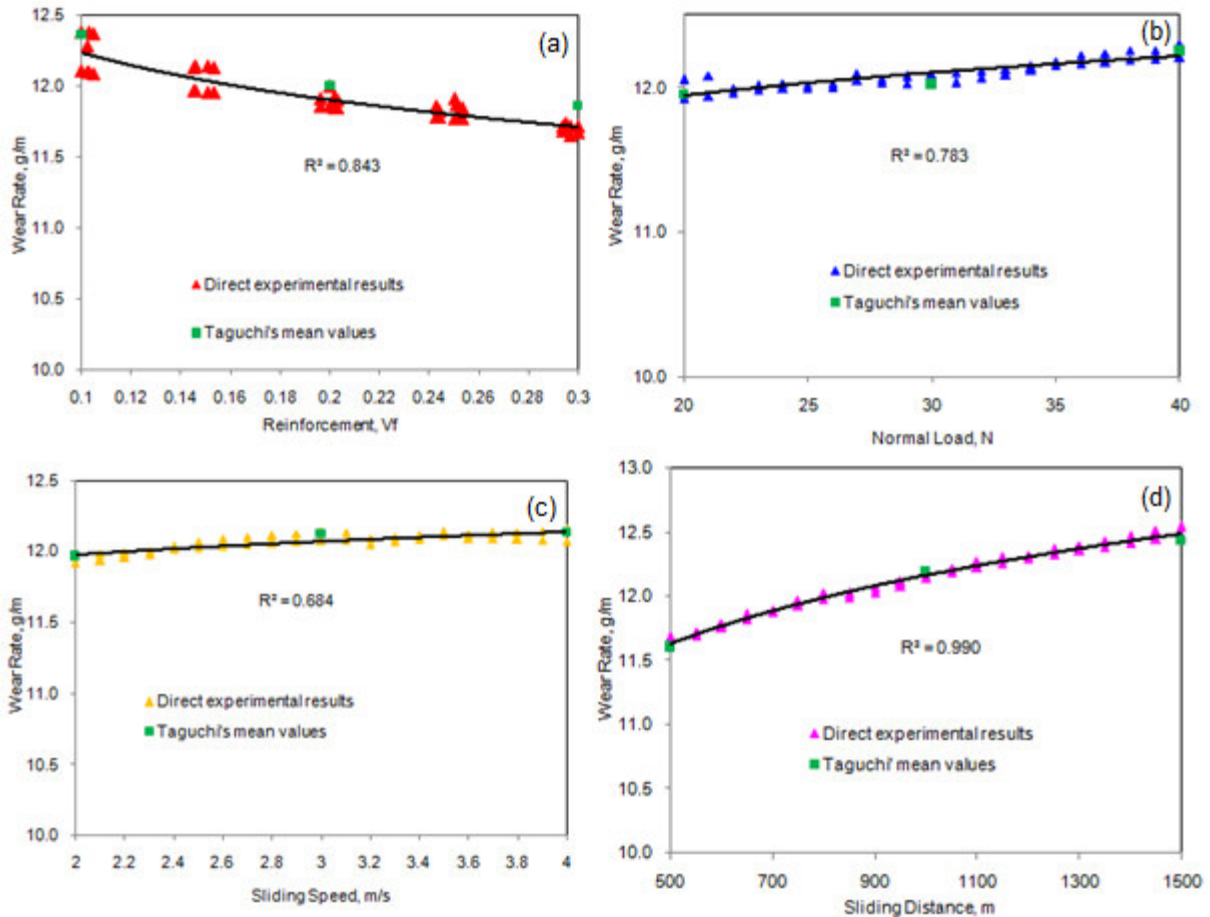 12.5
(a)
12.0
11.5
R² = 0.843
Wear Rate, g/m
11.0
Direct experimental results
10.5
Taguchi's mean values
10.0
0.1 0.12 0.14 0.16 0.18 0.2 0.22 0.24 0.26 0.28 0.3
Reinforcement, Vf
(b)
12.0
R² = 0.783
Wear Rate, g/m
11.0
Direct experimental results
Taguchi's mean values
10.0
20 25 30 35 40
Normal Load, N
12.5
(c)
12.0
R² = 0.684
11.5
Wear Rate, g/m
11.0
Direct experimental results
Taguchi's mean values
10.5
10.0
2 2.2 2.4 2.6 2.8 3 3.2 3.4 3.6 3.8 4
Sliding Speed, m/s
13.0
(d)
12.5
12.0
R² = 0.990
11.5
Wear Rate, g/m
11.0
Direct experimental results
Taguchi' mean values
10.5
10.0
500 700 900 1100 1300 1500
Sliding Distance, m